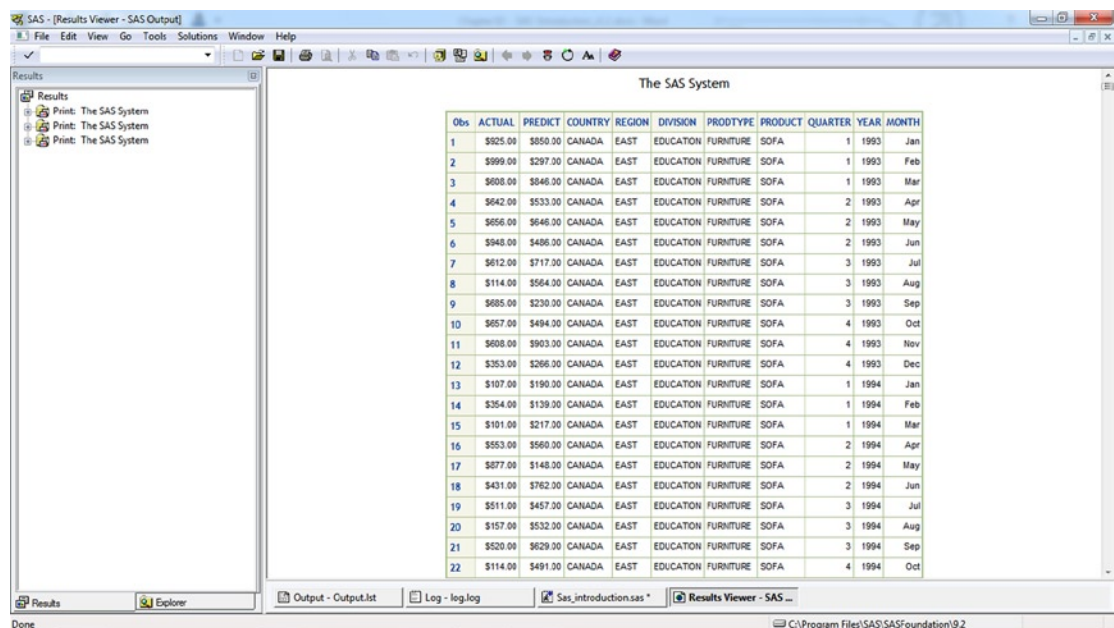 SAS - [Results Viewer - SAS Output]
File Edit View Go Tools Solutions Window Help
Results
Results
Print: The SAS System
Print: The SAS System
Print: The SAS System
The SAS System
Obs ACTUAL PREDICT COUNTRY REGION DIVISION PRODTYPE PRODUCT QUARTER YEAR MONTH
1 $925.00 $850.00 CANADA EAST EDUCATION FURNITURE SOFA 1 1993 Jan
2 $999.00 $297.00 CANADA EAST EDUCATION FURNITURE SOFA 1 1993 Feb
3 $608.00 $846.00 CANADA EAST EDUCATION FURNITURE SOFA 1 1993 Mar
4 $642.00 $533.00 CANADA EAST EDUCATION FURNITURE SOFA 2 1993 Apr
5 $656.00 $646.00 CANADA EAST EDUCATION FURNITURE SOFA 2 1993 May
6 $948.00 $486.00 CANADA EAST EDUCATION FURNITURE SOFA 2 1993 Jun
7 $612.00 $717.00 CANADA EAST EDUCATION FURNITURE SOFA 3 1993 Jul
8 $114.00 $564.00 CANADA EAST EDUCATION FURNITURE SOFA 3 1993 Aug
9 $685.00 $230.00 CANADA EAST EDUCATION FURNITURE SOFA 3 1993 Sep
10 $657.00 $494.00 CANADA EAST EDUCATION FURNITURE SOFA 4 1993 Oct
11 $608.00 $903.00 CANADA EAST EDUCATION FURNITURE SOFA 4 1993 Nov
12 $353.00 $266.00 CANADA EAST EDUCATION FURNITURE SOFA 4 1993 Dec
13 $107.00 $190.00 CANADA EAST EDUCATION FURNITURE SOFA 1 1994 Jan
14 $354.00 $139.00 CANADA EAST EDUCATION FURNITURE SOFA 1 1994 Feb
15 $101.00 $217.00 CANADA EAST EDUCATION FURNITURE SOFA 1 1994 Mar
16 $553.00 $560.00 CANADA EAST EDUCATION FURNITURE SOFA 2 1994 Apr
17 $877.00 $148.00 CANADA EAST EDUCATION FURNITURE SOFA 2 1994 May
18 $431.00 $762.00 CANADA EAST EDUCATION FURNITURE SOFA 2 1994 Jun
19 $511.00 $457.00 CANADA EAST EDUCATION FURNITURE SOFA 3 1994 Jul
20 $157.00 $532.00 CANADA EAST EDUCATION FURNITURE SOFA 3 1994 Aug
21 $520.00 $629.00 CANADA EAST EDUCATION FURNITURE SOFA 3 1994 Sep
22 $114.00 $491.00 CANADA EAST EDUCATION FURNITURE SOFA 4 1994 Oct
Results Explorer
Output - Output.lst Log - log.log Sas_introduction.sas * Results Viewer - SAS ...
Done C:\Program Files\SAS\SASFoundation\9.2